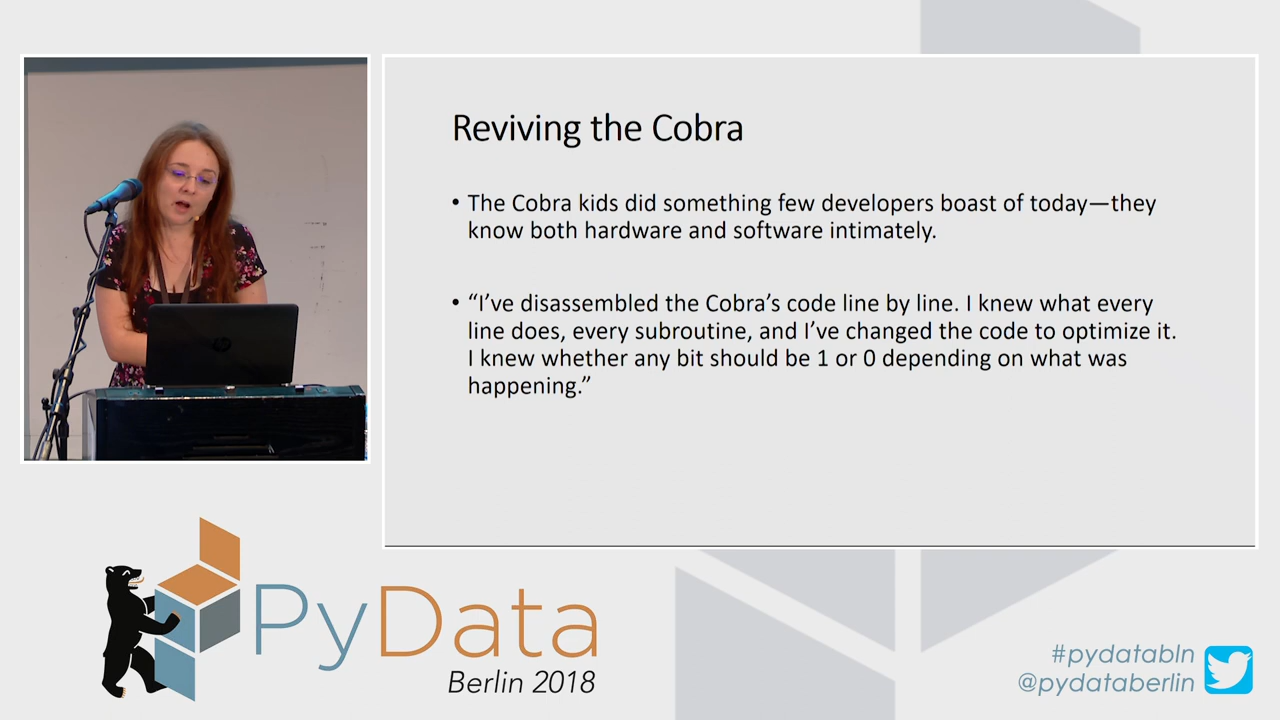 Reviving the Cobra
• The Cobra kids did something few developers boast of today—they
know both hardware and software intimately.
• “I’ve disassembled the Cobra’s code line by line. I knew what every
line does, every subroutine, and I’ve changed the code to optimize it.
I knew whether any bit should be 1 or 0 depending on what was
happening.”
PyData
Berlin 2018
#pydatabln
@pydataberlin